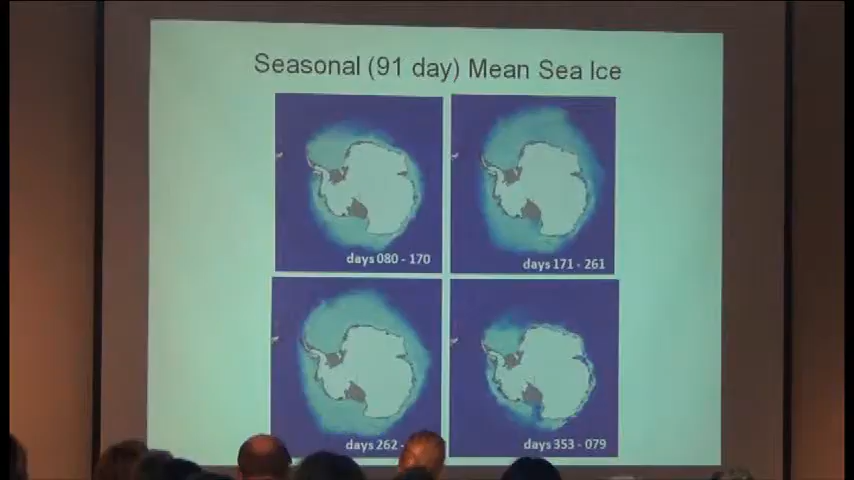 Seasonal (91 day) Mean Sea Ice
days 080 - 170
days 171 - 261
days 262 -
days 353 - 079